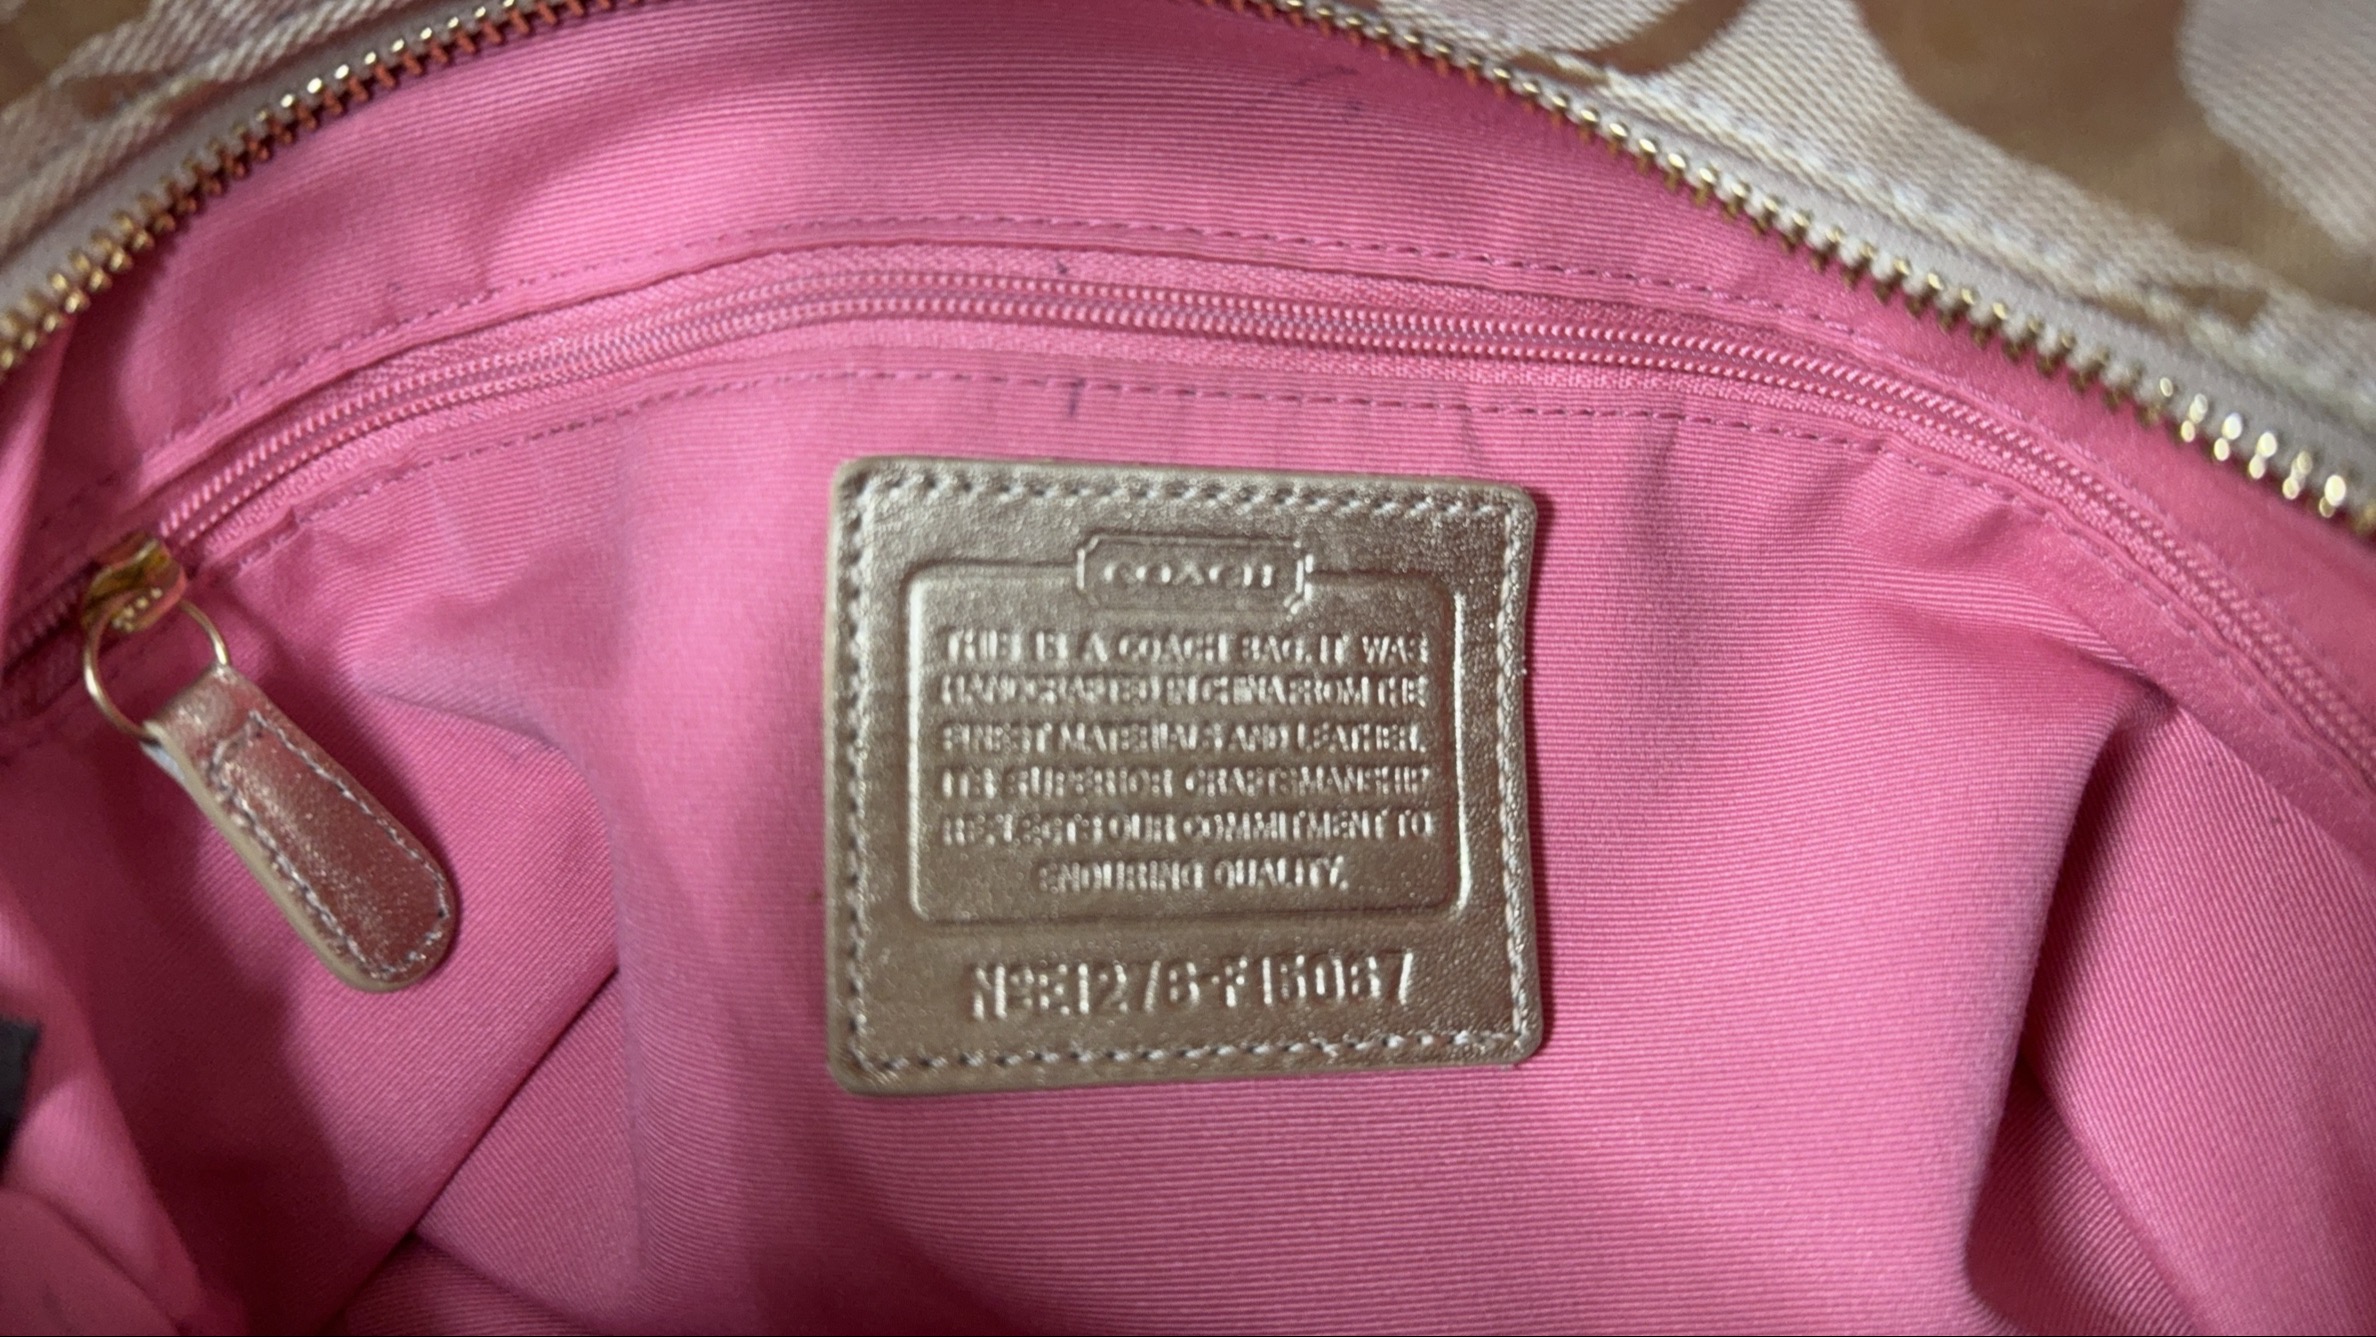 COACH
THIS IS A COACH BAG. IT WAS
HANDCRAFTED IN CHINA FROM THE
FINEST MATERIALS AND LEATHER.
ITS SUPERIOR CRAFTSMANSHIP
REFLECTS OUR COMMITMENT TO
ENDURING QUALITY.